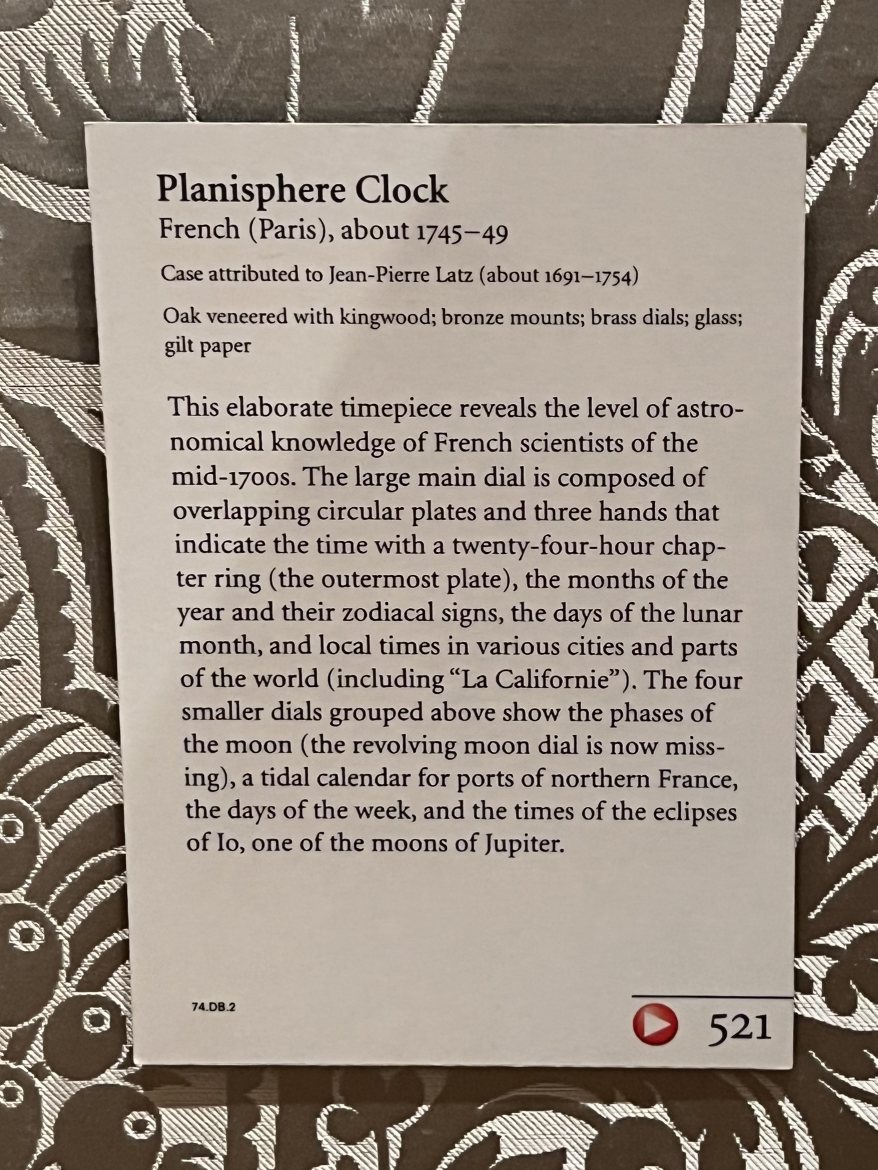 Planisphere Clock
French (Paris), about 1745–49
Case attributed to Jean-Pierre Latz (about 1691–1754)
Oak veneered with kingwood; bronze mounts; brass dials; glass;
gilt paper
This elaborate timepiece reveals the level of astro-
nomical knowledge of French scientists of the
mid-1700s. The large main dial is composed of
overlapping circular plates and three hands that
indicate the time with a twenty-four-hour chap-
ter ring (the outermost plate), the months of the
year and their zodiacal signs, the days of the lunar
month, and local times in various cities and parts
of the world (including “La Californie”). The four
smaller dials grouped above show the phases of
the moon (the revolving moon dial is now miss-
ing), a tidal calendar for ports of northern France,
the days of the week, and the times of the eclipses
of Io, one of the moons of Jupiter.
74.DB.2
521